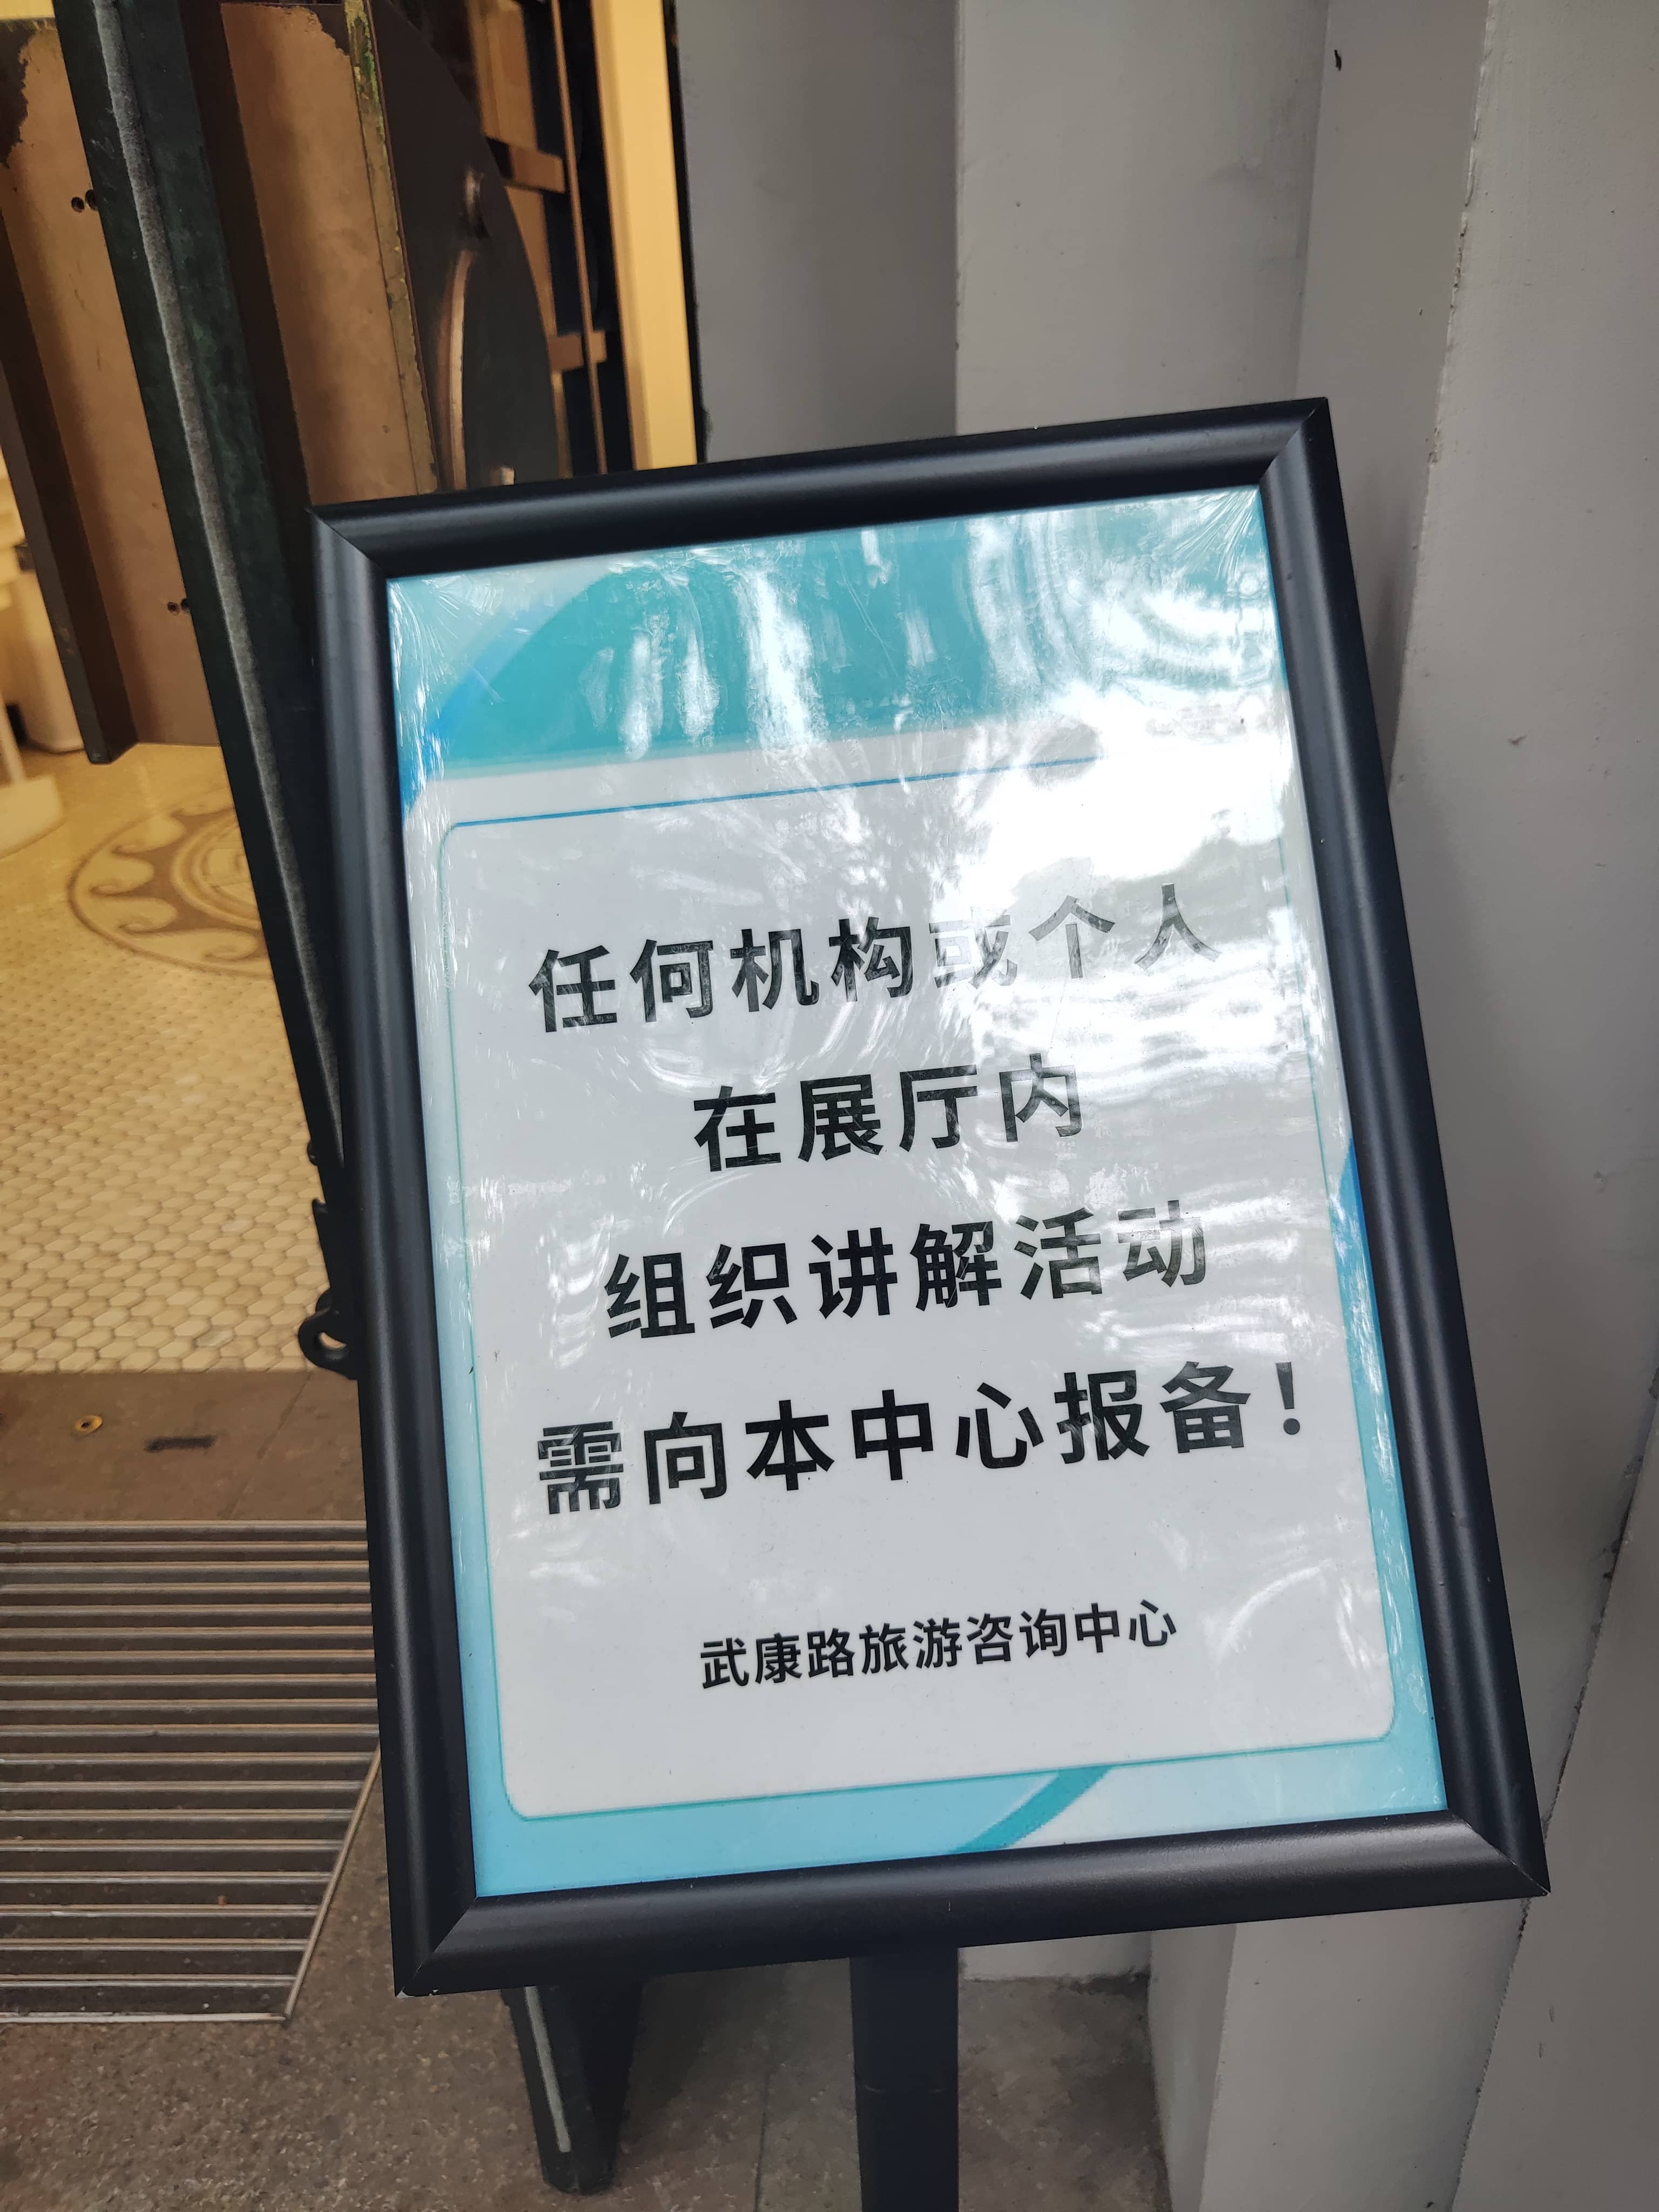 任何机构或个人
在展厅内
组织讲解活动
需向本中心报备！
武康路旅游咨询中心